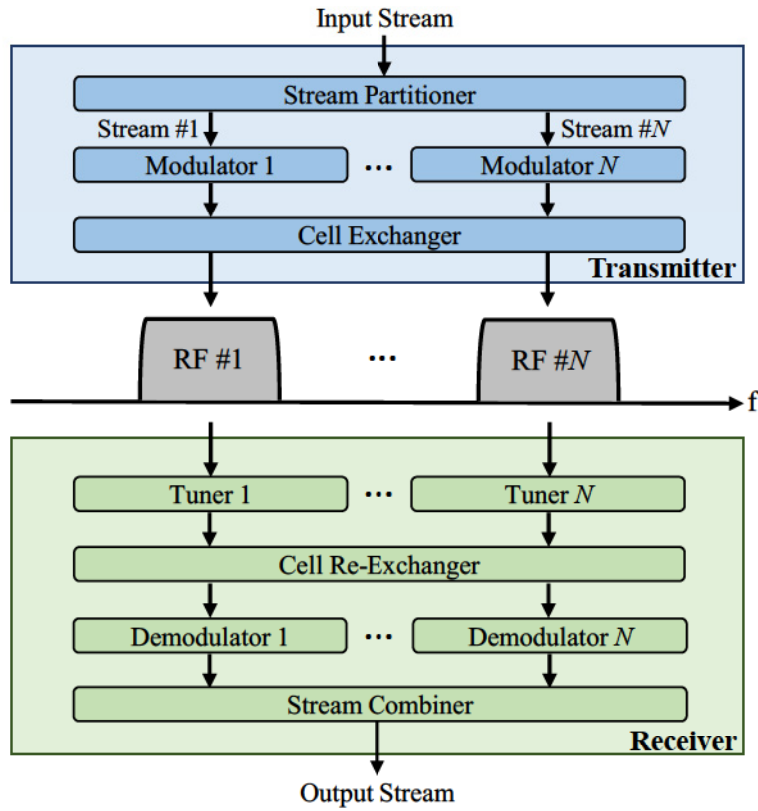 Input Stream
Stream Partitioner
Stream #1
Stream #N
Modulator 1
...
Modulator N
Cell Exchanger
Transmitter
RF #1
...
RF #N
f
Tuner 1
...
Tuner N
Cell Re-Exchanger
Demodulator 1
...
Demodulator N
Stream Combiner
Receiver
Output Stream